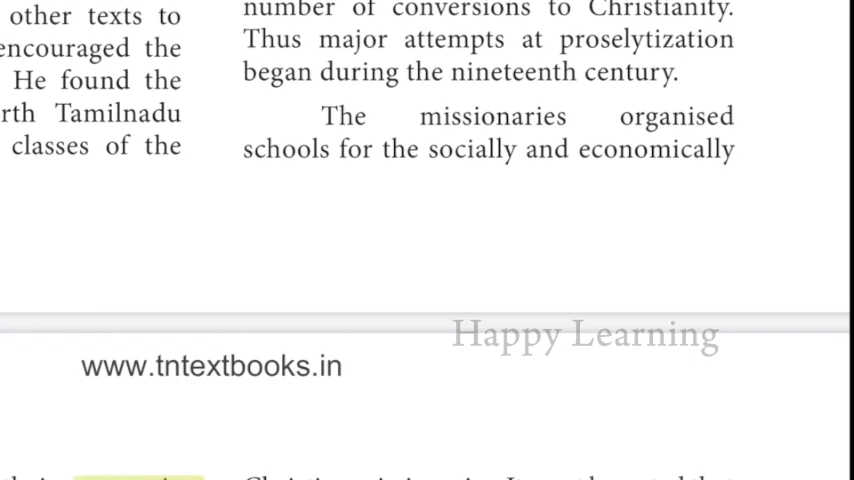 other texts to
encouraged the
He found the
rth Tamilnadu
classes of the
number of conversions to Christianity.
Thus major attempts at proselytization
began during the nineteenth century.
The missionaries organised
schools for the socially and economically
Happy Learning
www.tntextbooks.in